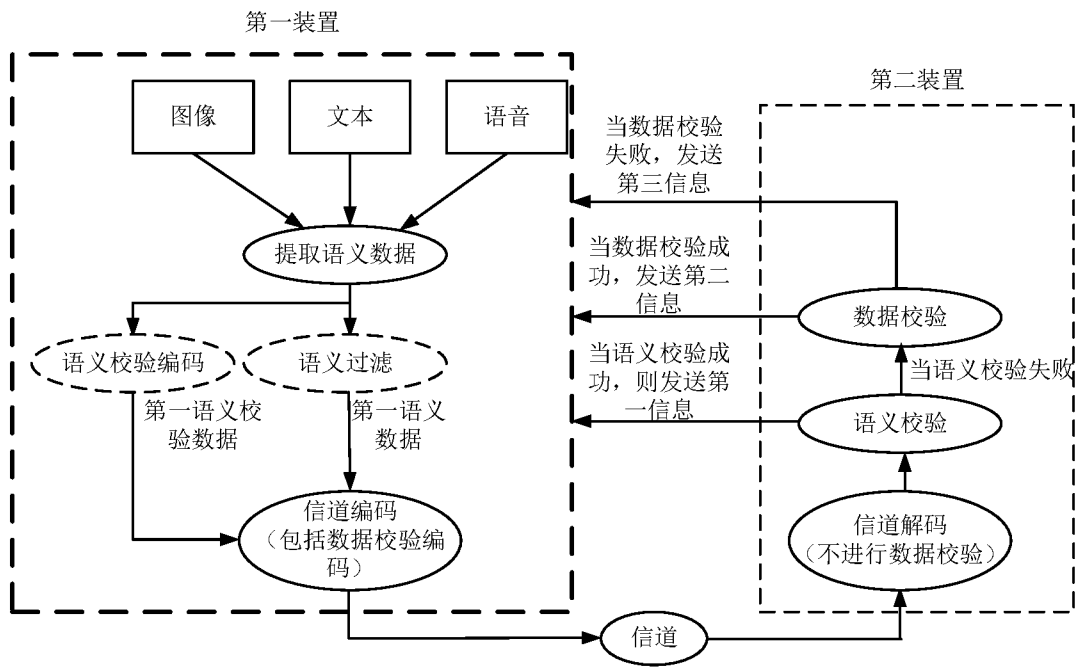 第一装置
图像
文本
语音
提取语义数据
语义校验编码
语义过滤
第一语义校
验数据
第一语义
数据
信道编码
（包括数据校验编
码）
信道
第二装置
当数据校验
失败，发送
第三信息
当数据校验成
功，发送第二
信息
当语义校验成
功，则发送第
一信息
数据校验
当语义校验失败
语义校验
信道解码
（不进行数据校验）